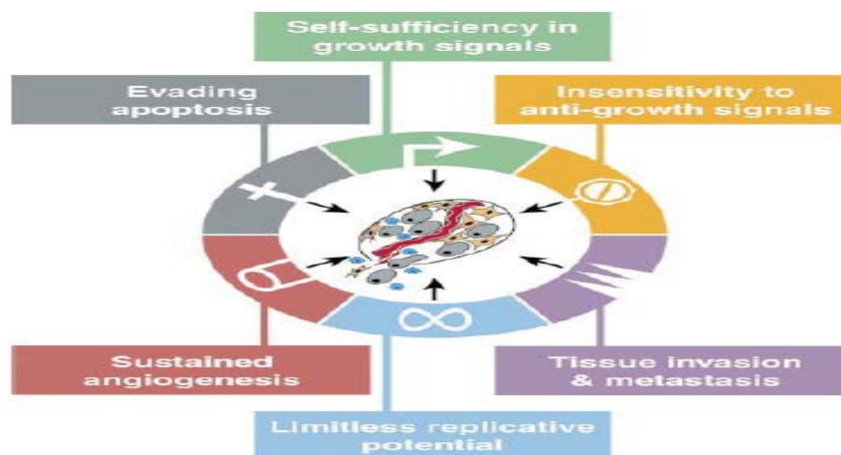 Self-sufficiency in
growth signals
Evading
apoptosis
Insensitivity to
anti-growth signals
Sustained
angiogenesis
Tissue invasion
& metastasis
Limitless replicative
potential